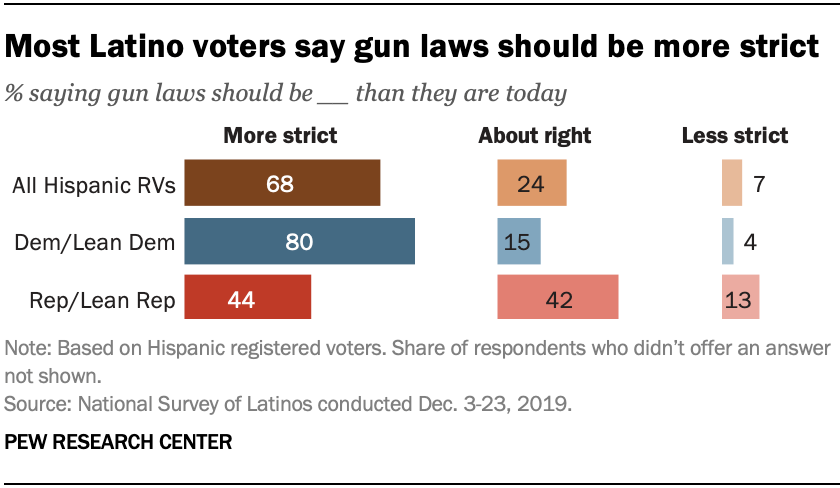 Most Latino voters say gun laws should be more strict
% saying gun laws should be __ than they are today
More strict About right Less strict
All Hispanic RVs 68 24 7
Dem/Lean Dem 80 15 4
Rep/Lean Rep 44 42 13
Note: Based on Hispanic registered voters. Share of respondents who didn’t offer an answer
not shown.
Source: National Survey of Latinos conducted Dec. 3-23, 2019.
PEW RESEARCH CENTER